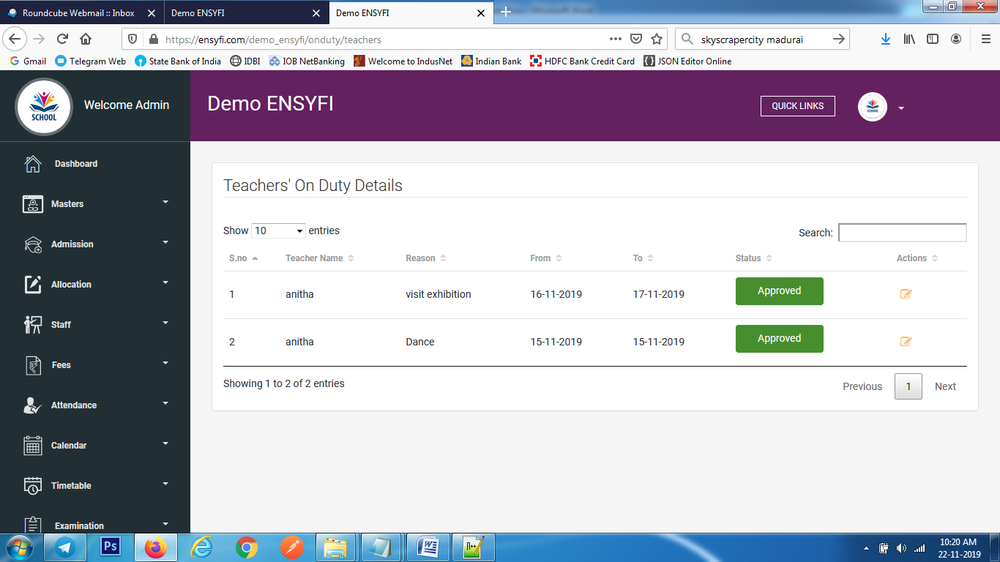 Roundcube Webmail :: Inbox Demo ENSYFI Demo ENSYFI
https://ensyfi.com/demo_ensyfi/onduty/teachers skyscrapercity madurai
Gmail Telegram Web State Bank of India IDBI IOB NetBanking Welcome to IndusNet Indian Bank HDFC Bank Credit Card JSON Editor Online
SCHOOL Welcome Admin Demo ENSYFI QUICK LINKS SCHOOL
Dashboard
Masters
Admission
Allocation
Staff
Fees
Attendance
Calendar
Timetable
Examination
Teachers' On Duty Details
Show 10 entries Search:
S.no Teacher Name Reason From To Status Actions
1 anitha visit exhibition 16-11-2019 17-11-2019 Approved
2 anitha Dance 15-11-2019 15-11-2019 Approved
Showing 1 to 2 of 2 entries Previous 1 Next
Ps W n++ 10:20 AM
22-11-2019